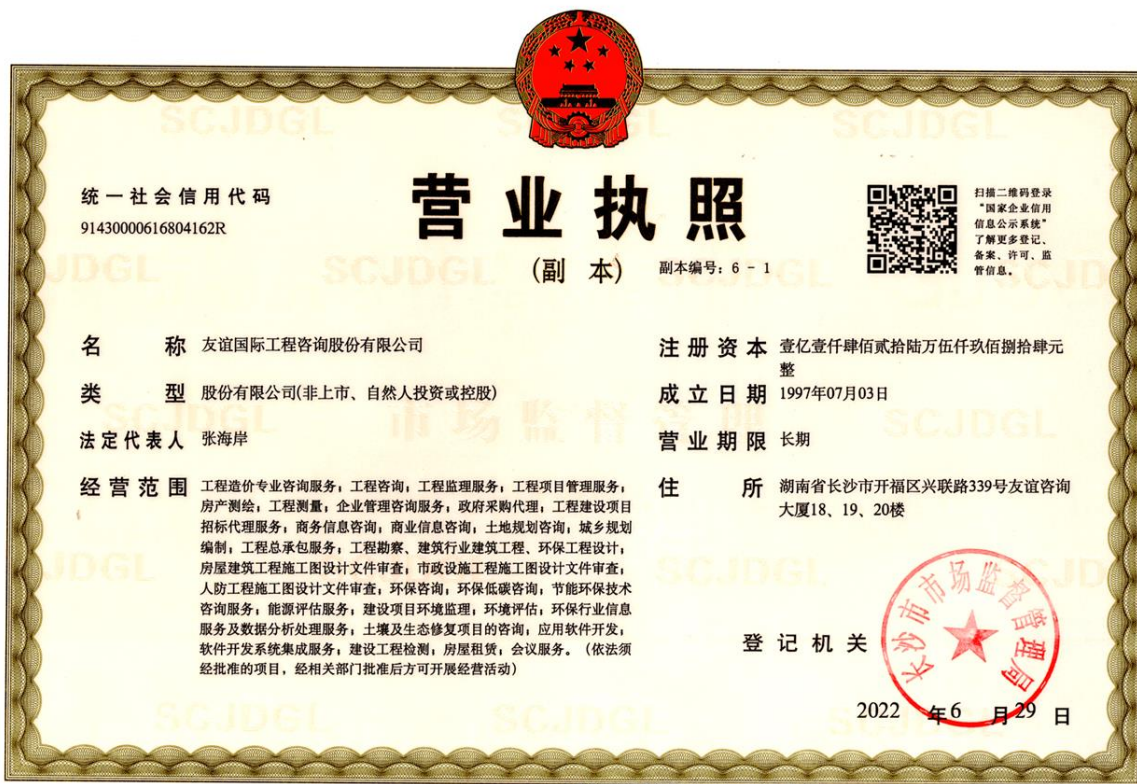 统一社会信用代码
91430000616804162R
营业执照
(副 本)
副本编号：6 - 1
扫描二维码登录
“国家企业信用
信息公示系统”
了解更多登记、
备案、许可、监
管信息。
名 称 友谊国际工程咨询股份有限公司
类 型 股份有限公司(非上市、自然人投资或控股)
法定代表人 张海岸
经营范围 工程造价专业咨询服务；工程咨询；工程监理服务；工程项目管理服务；
房产测绘；工程测量；企业管理咨询服务；政府采购代理；工程建设项目
招标代理服务；商务信息咨询；商业信息咨询；土地规划咨询；城乡规划
编制；工程总承包服务；工程勘察、建筑行业建筑工程、环保工程设计；
房屋建筑工程施工图设计文件审查；市政设施工程施工图设计文件审查；
人防工程施工图设计文件审查；环保咨询；环保低碳咨询；节能环保技术
咨询服务；能源评估服务；建设项目环境监理；环境评估；环保行业信息
服务及数据分析处理服务；土壤及生态修复项目的咨询；应用软件开发；
软件开发系统集成服务；建设工程检测；房屋租赁；会议服务。（依法须
经批准的项目，经相关部门批准后方可开展经营活动）
注册资本 壹亿壹仟肆佰贰拾陆万伍仟玖佰捌拾肆元
整
成立日期 1997年07月03日
营业期限 长期
住 所 湖南省长沙市开福区兴联路339号友谊咨询
大厦18、19、20楼
登记机关
长沙市市场监督管理局
2022 年 6 月 29 日
SCJDGL
市场监督管理